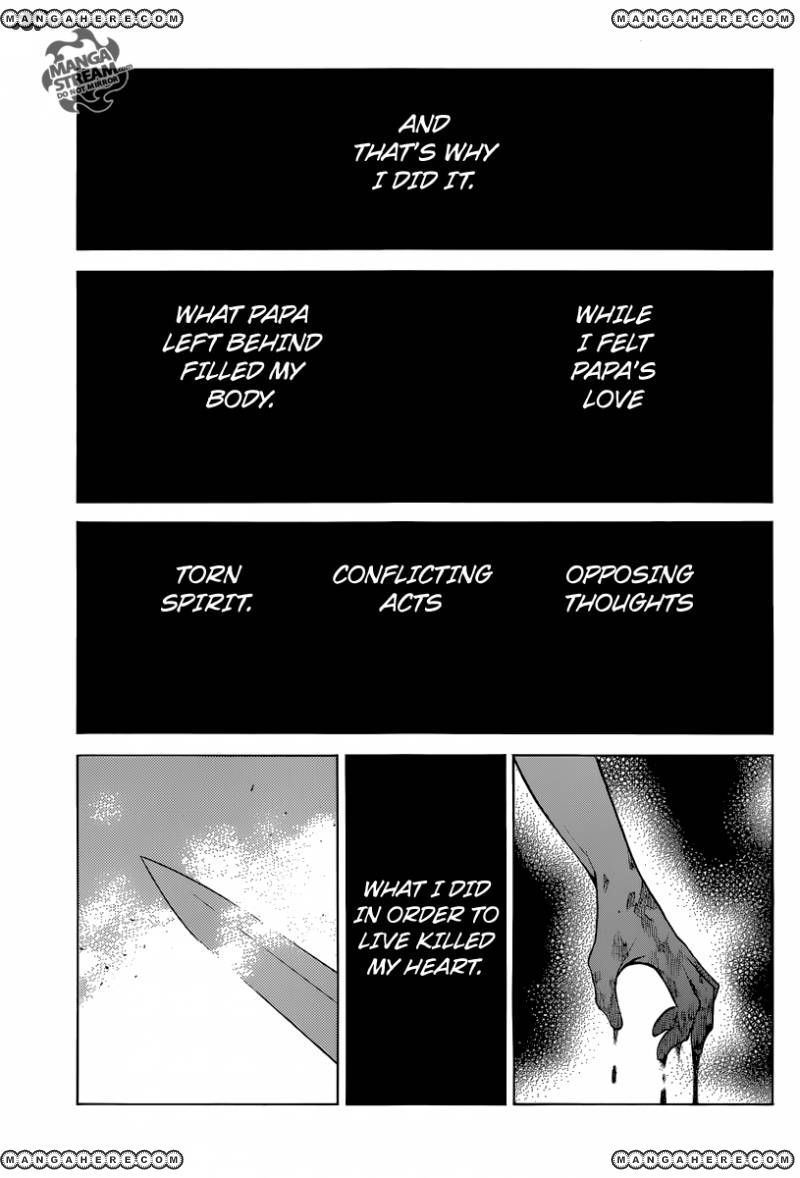 MANGAHERE.COM
MANGAHERE.COM
MANGA
STREAM.com
DO NOT MIRROR
AND
THAT'S WHY
I DID IT.
WHILE
I FELT
PAPA'S
LOVE
WHAT PAPA
LEFT BEHIND
FILLED MY
BODY.
OPPOSING
THOUGHTS
CONFLICTING
ACTS
TORN
SPIRIT.
WHAT I DID
IN ORDER TO
LIVE KILLED
MY HEART.
MANGAHERE.COM
MANGAHERE.COM